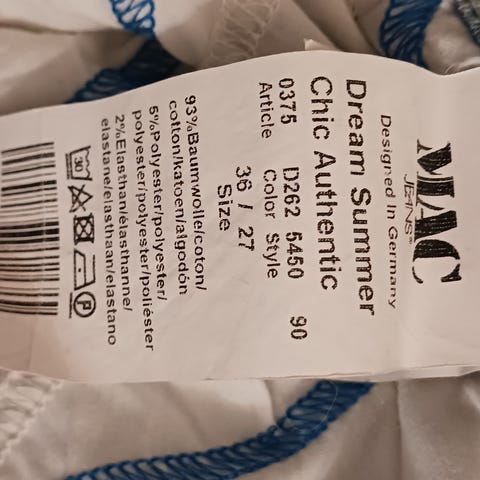 MAC
JEANS
Designed in Germany
Dream Summer
Chic Authentic
0375 D262 5450 90
Article Color Style
36 / 27
Size
93%Baumwolle/coton/
cotton/katoen/algodón
5%Polyester/polyester/
polyester/polyester/poliéster
2%Elasthan/élasthanne/
elastane/elasthaan/elastano
30
P